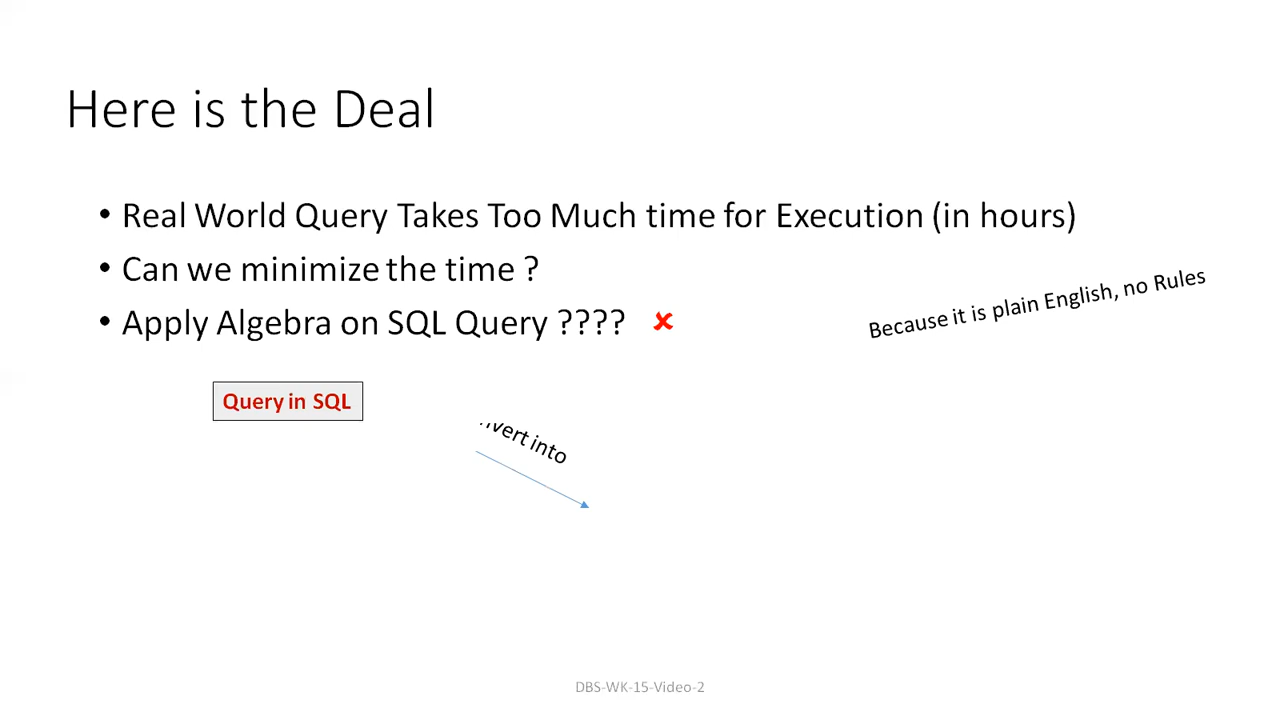 Here is the Deal
• Real World Query Takes Too Much time for Execution (in hours)
• Can we minimize the time ?
• Apply Algebra on SQL Query ???? ✘
Because it is plain English, no Rules
Query in SQL
into
DBS-WK-15-Video-2